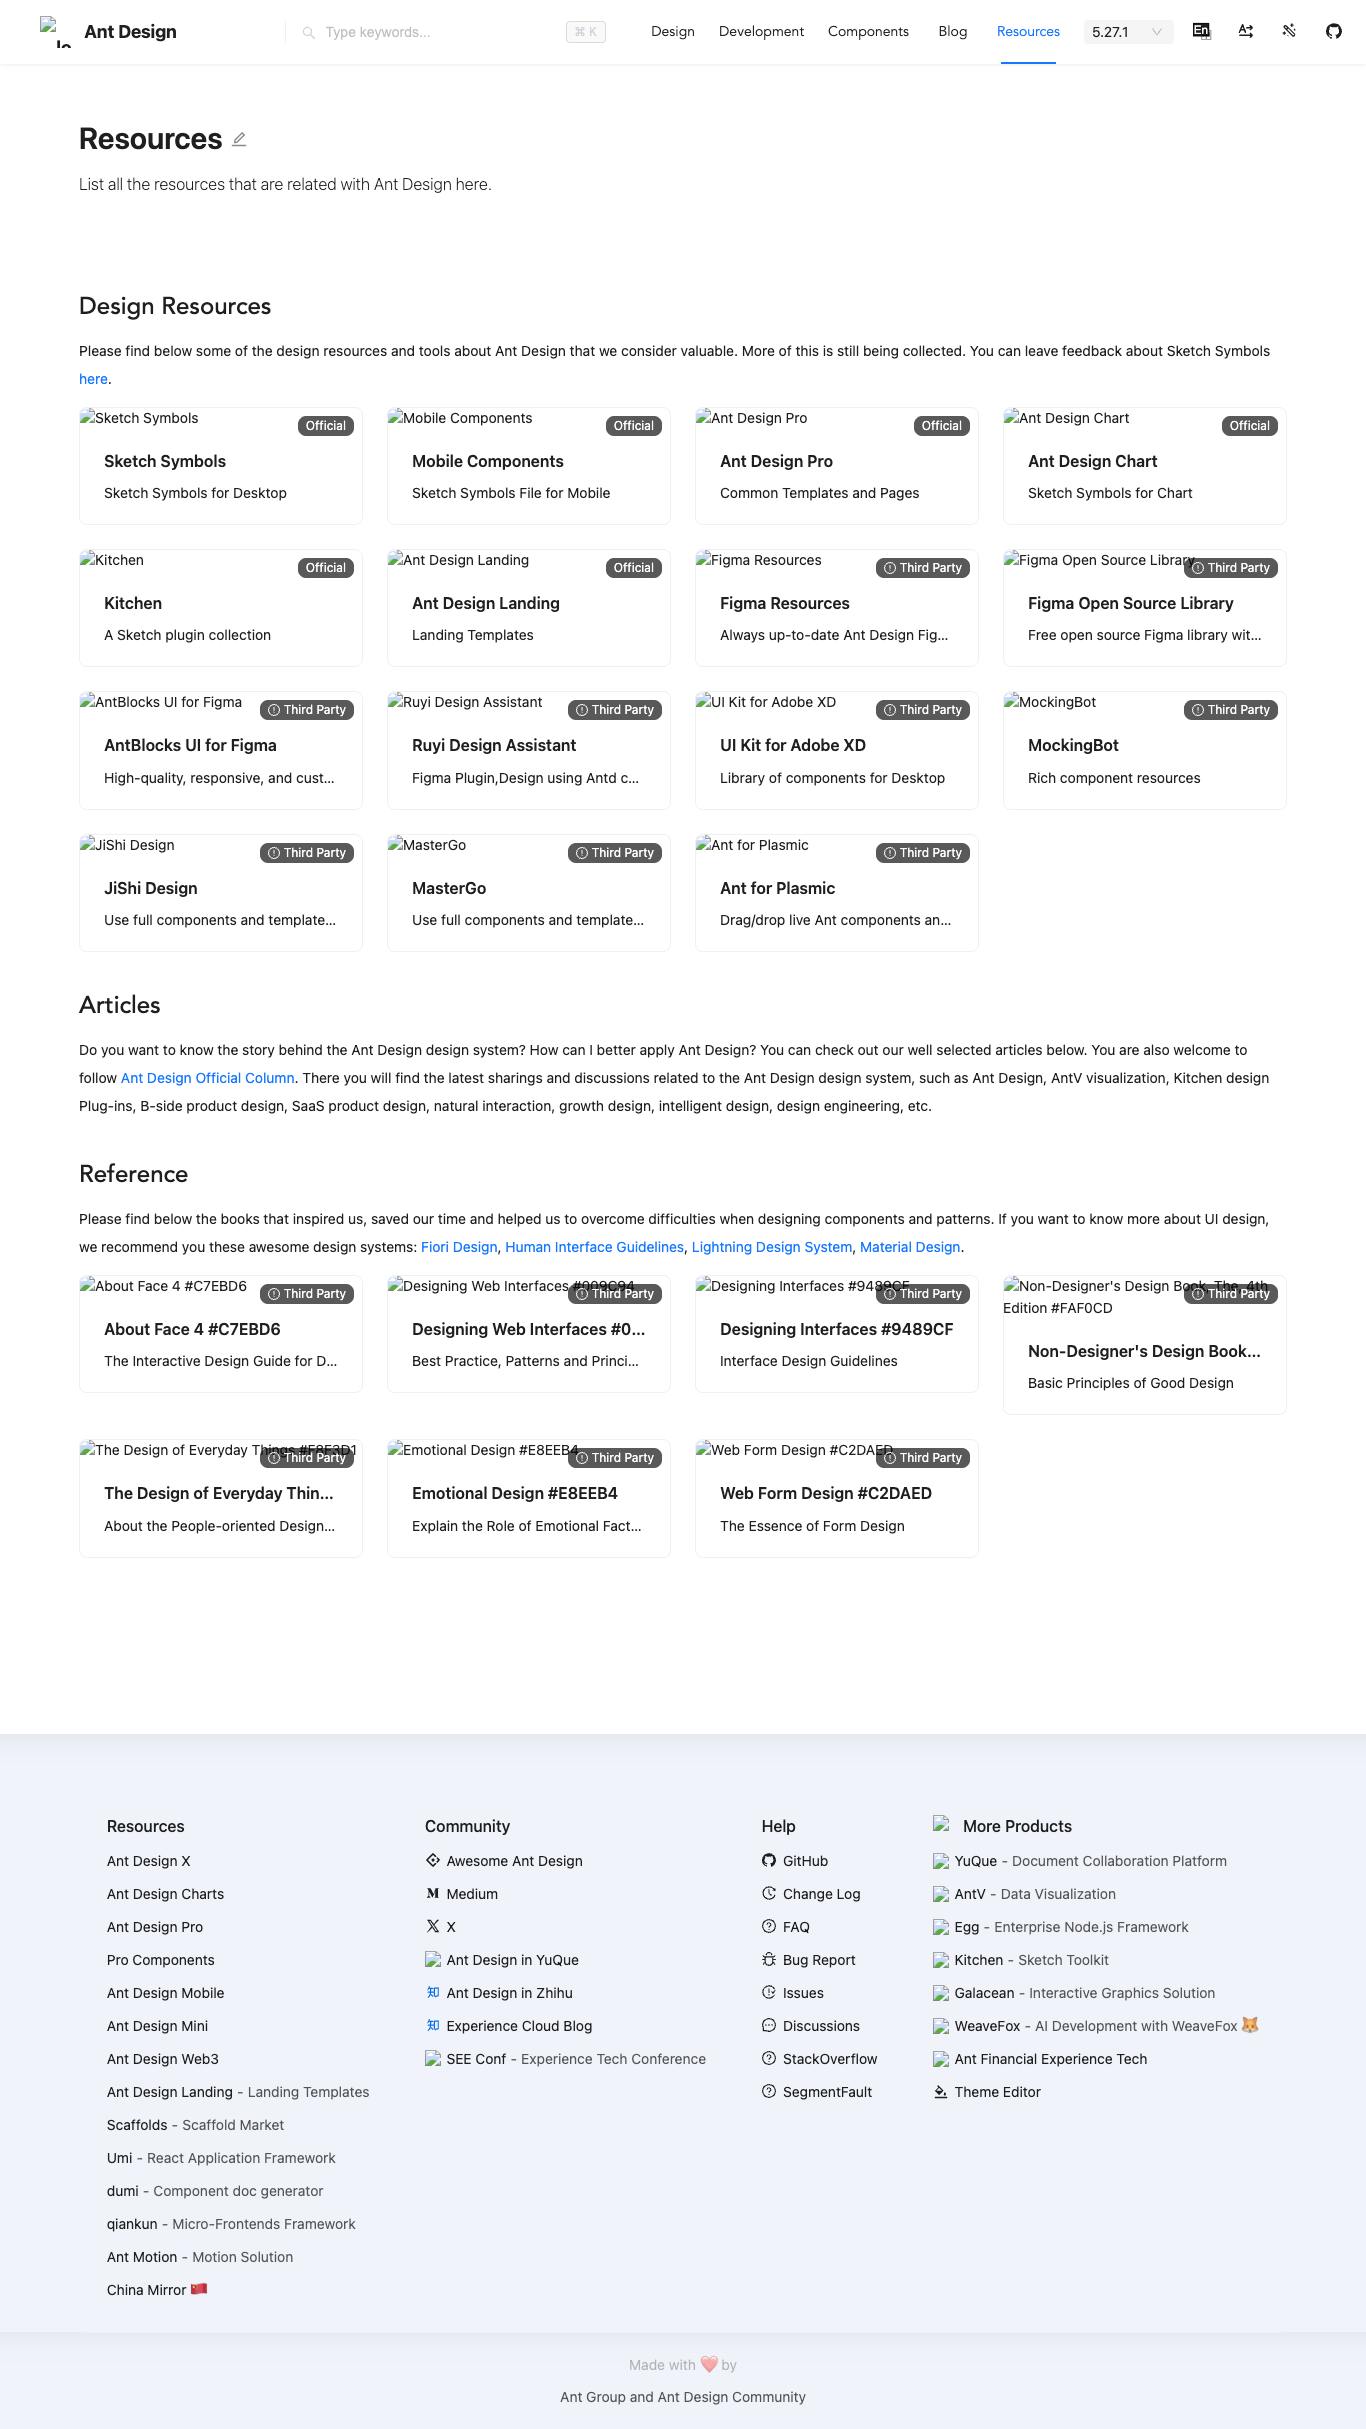 Ant Design
Type keywords...
⌘ K
Design
Development
Components
Blog
Resources
5.27.1
En
Resources
List all the resources that are related with Ant Design here.
Design Resources
Please find below some of the design resources and tools about Ant Design that we consider valuable. More of this is still being collected. You can leave feedback about Sketch Symbols
here.
Sketch Symbols
Official
Sketch Symbols
Sketch Symbols for Desktop
Mobile Components
Official
Mobile Components
Sketch Symbols File for Mobile
Ant Design Pro
Official
Ant Design Pro
Common Templates and Pages
Ant Design Chart
Official
Ant Design Chart
Sketch Symbols for Chart
Kitchen
Official
Kitchen
A Sketch plugin collection
Ant Design Landing
Official
Ant Design Landing
Landing Templates
Figma Resources
Third Party
Figma Resources
Always up-to-date Ant Design Fig...
Figma Open Source Library
Third Party
Figma Open Source Library
Free open source Figma library wit...
AntBlocks UI for Figma
Third Party
AntBlocks UI for Figma
High-quality, responsive, and cust...
Ruyi Design Assistant
Third Party
Ruyi Design Assistant
Figma Plugin,Design using Antd c...
UI Kit for Adobe XD
Third Party
UI Kit for Adobe XD
Library of components for Desktop
MockingBot
Third Party
MockingBot
Rich component resources
JiShi Design
Third Party
JiShi Design
Use full components and template...
MasterGo
Third Party
MasterGo
Use full components and template...
Ant for Plasmic
Third Party
Ant for Plasmic
Drag/drop live Ant components an...
Articles
Do you want to know the story behind the Ant Design design system? How can I better apply Ant Design? You can check out our well selected articles below. You are also welcome to
follow Ant Design Official Column. There you will find the latest sharings and discussions related to the Ant Design design system, such as Ant Design, AntV visualization, Kitchen design
Plug-ins, B-side product design, SaaS product design, natural interaction, growth design, intelligent design, design engineering, etc.
Reference
Please find below the books that inspired us, saved our time and helped us to overcome difficulties when designing components and patterns. If you want to know more about UI design,
we recommend you these awesome design systems: Fiori Design, Human Interface Guidelines, Lightning Design System, Material Design.
About Face 4 #C7EBD6
Third Party
About Face 4 #C7EBD6
The Interactive Design Guide for D...
Designing Web Interfaces #009C94
Third Party
Designing Web Interfaces #0...
Best Practice, Patterns and Princi...
Designing Interfaces #9489CF
Third Party
Designing Interfaces #9489CF
Interface Design Guidelines
Non-Designer's Design Book, The, 4th
Edition #FAF0CD
Third Party
Non-Designer's Design Book...
Basic Principles of Good Design
The Design of Everyday Things #F8E3D1
Third Party
The Design of Everyday Thin...
About the People-oriented Design...
Emotional Design #E8EEB4
Third Party
Emotional Design #E8EEB4
Explain the Role of Emotional Fact...
Web Form Design #C2DAED
Third Party
Web Form Design #C2DAED
The Essence of Form Design
Resources
Ant Design X
Ant Design Charts
Ant Design Pro
Pro Components
Ant Design Mobile
Ant Design Mini
Ant Design Web3
Ant Design Landing - Landing Templates
Scaffolds - Scaffold Market
Umi - React Application Framework
dumi - Component doc generator
qiankun - Micro-Frontends Framework
Ant Motion - Motion Solution
China Mirror 🇨🇳
Community
Awesome Ant Design
Medium
X
Ant Design in YuQue
知 Ant Design in Zhihu
知 Experience Cloud Blog
SEE Conf - Experience Tech Conference
Help
GitHub
Change Log
FAQ
Bug Report
Issues
Discussions
StackOverflow
SegmentFault
More Products
YuQue - Document Collaboration Platform
AntV - Data Visualization
Egg - Enterprise Node.js Framework
Kitchen - Sketch Toolkit
Galacean - Interactive Graphics Solution
WeaveFox - AI Development with WeaveFox 🦊
Ant Financial Experience Tech
Theme Editor
Made with ❤ by
Ant Group and Ant Design Community